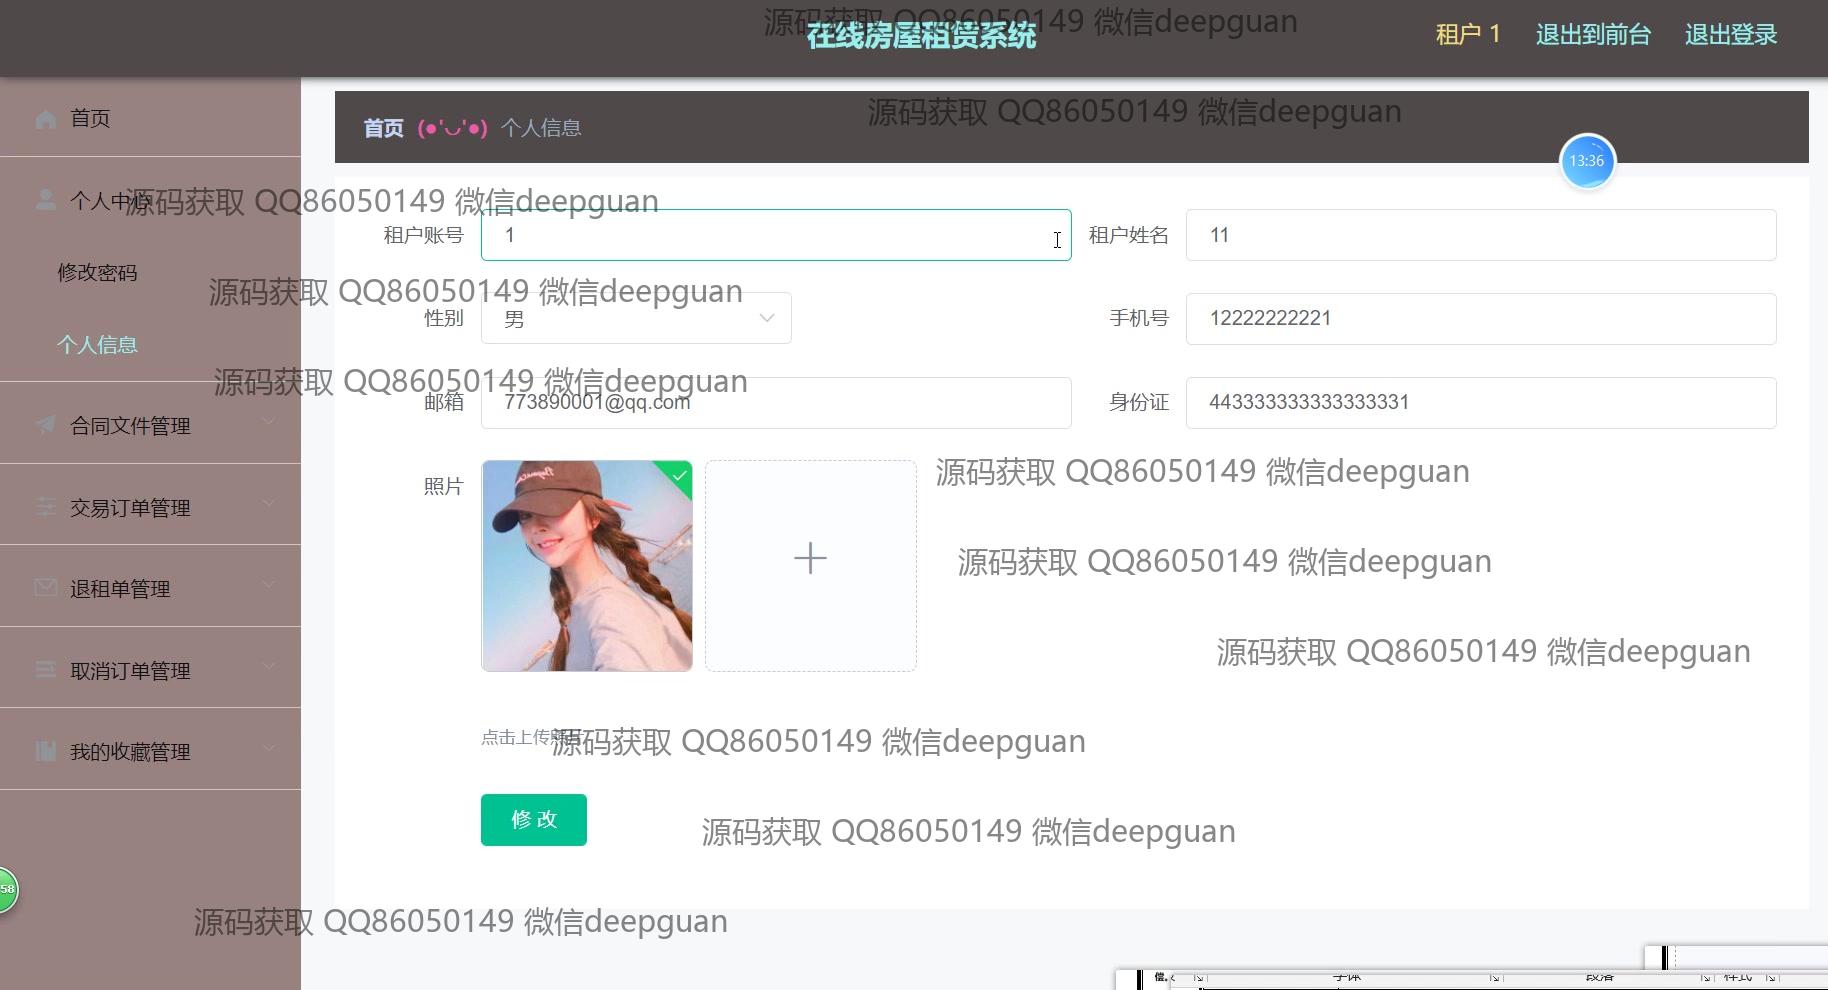 源码获取 QQ86050149 微信deepguan
在线房屋租赁系统
租户 1
退出到前台
退出登录
首页
首页 (●'◡'●) 个人信息
源码获取 QQ86050149 微信deepguan
13:36
个人中心
源码获取 QQ86050149 微信deepguan
租户账号 1
租户姓名 11
修改密码
源码获取 QQ86050149 微信deepguan
性别 男
手机号 12222222221
个人信息
源码获取 QQ86050149 微信deepguan
邮箱 773890001@qq.com
身份证 443333333333333331
合同文件管理
源码获取 QQ86050149 微信deepguan
照片
交易订单管理
源码获取 QQ86050149 微信deepguan
退租单管理
源码获取 QQ86050149 微信deepguan
取消订单管理
点击上传照片
源码获取 QQ86050149 微信deepguan
我的收藏管理
修改
源码获取 QQ86050149 微信deepguan
58
源码获取 QQ86050149 微信deepguan
字体
段落
样式